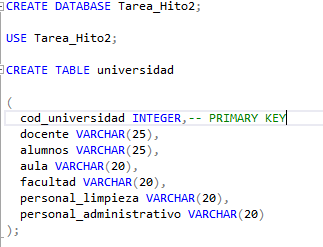 CREATE DATABASE Tarea_Hito2;
USE Tarea_Hito2;
CREATE TABLE universidad
(
cod_universidad INTEGER,-- PRIMARY KEY
docente VARCHAR(25),
alumnos VARCHAR(25),
aula VARCHAR(20),
facultad VARCHAR(20),
personal_limpieza VARCHAR(20),
personal_administrativo VARCHAR(20)
);